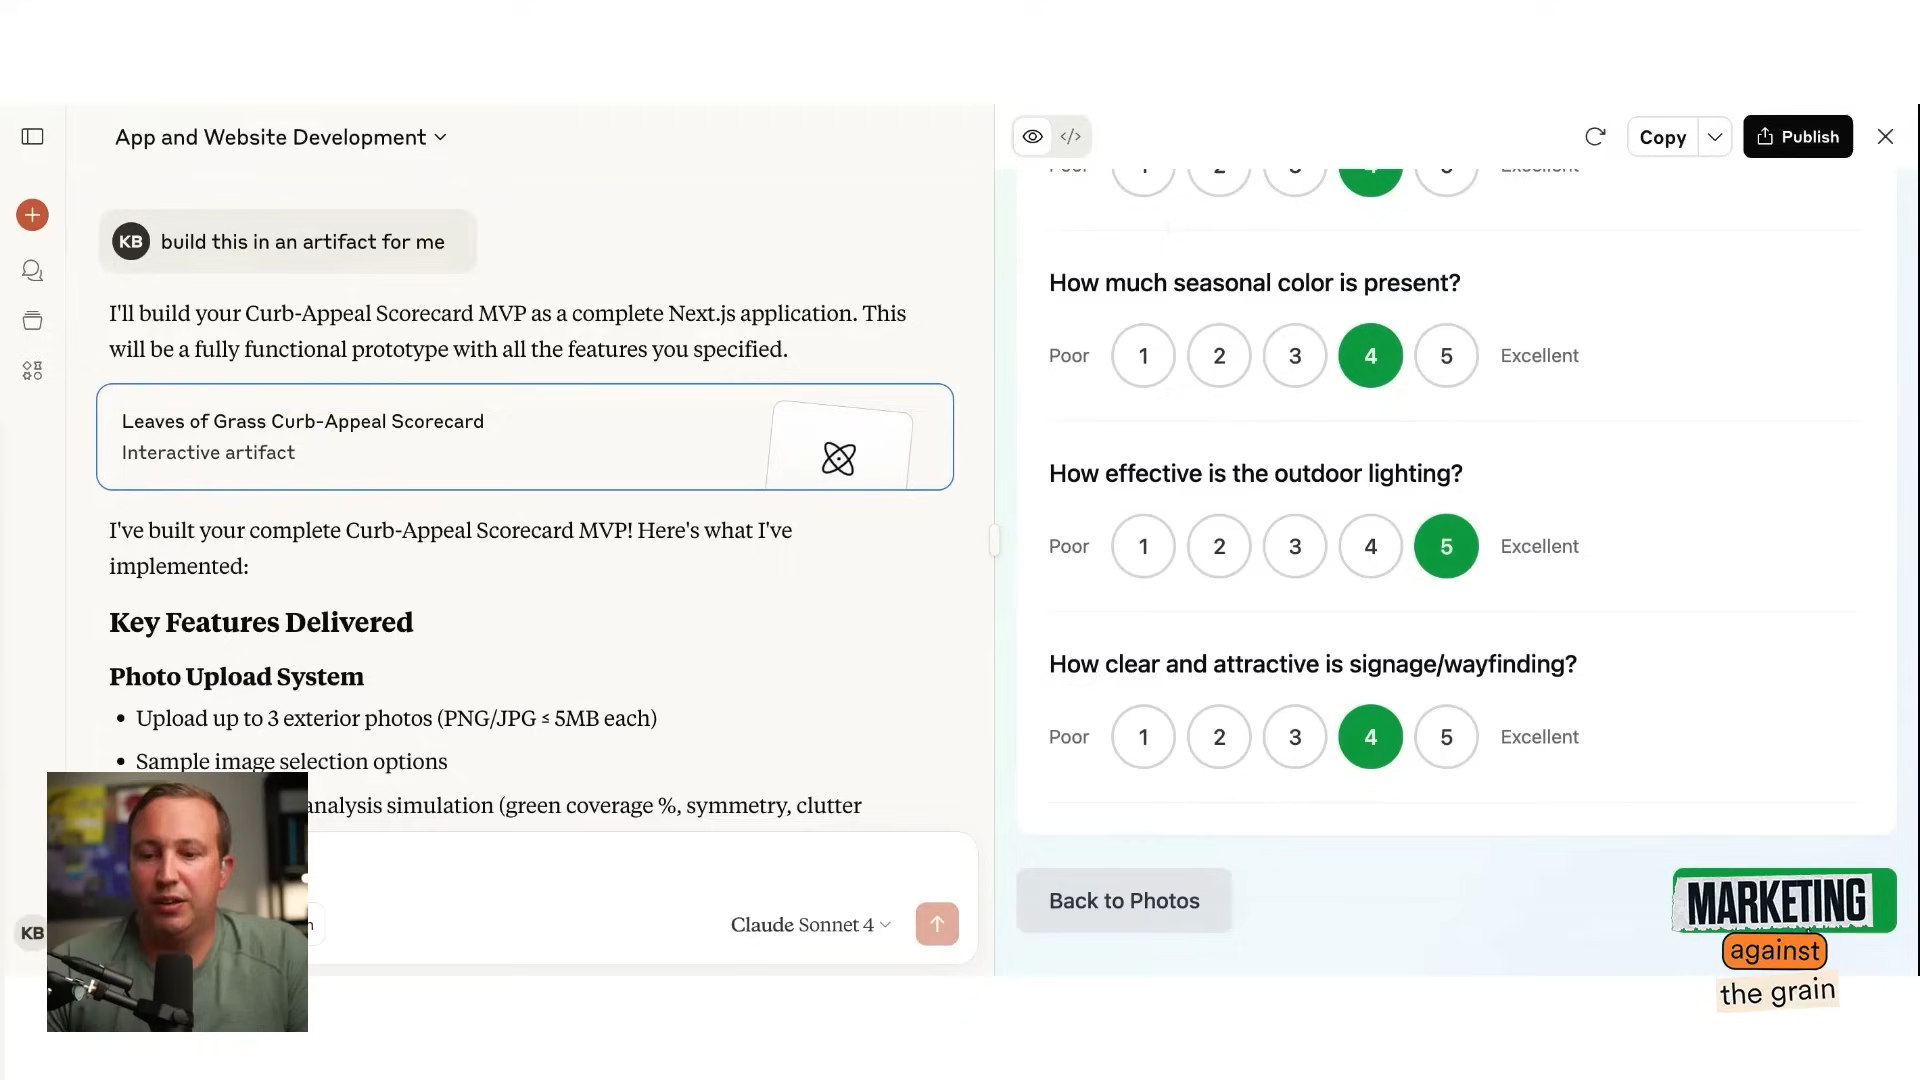 App and Website Development
Copy
Publish
KB build this in an artifact for me
I'll build your Curb-Appeal Scorecard MVP as a complete Next.js application. This
will be a fully functional prototype with all the features you specified.
Leaves of Grass Curb-Appeal Scorecard
Interactive artifact
I've built your complete Curb-Appeal Scorecard MVP! Here's what I've
implemented:
Key Features Delivered
Photo Upload System
• Upload up to 3 exterior photos (PNG/JPG ≤ 5MB each)
• Sample image selection options
analysis simulation (green coverage %, symmetry, clutter
Claude Sonnet 4
KB
How much seasonal color is present?
Poor 1 2 3 4 5 Excellent
How effective is the outdoor lighting?
Poor 1 2 3 4 5 Excellent
How clear and attractive is signage/wayfinding?
Poor 1 2 3 4 5 Excellent
Back to Photos
MARKETING
against
the grain